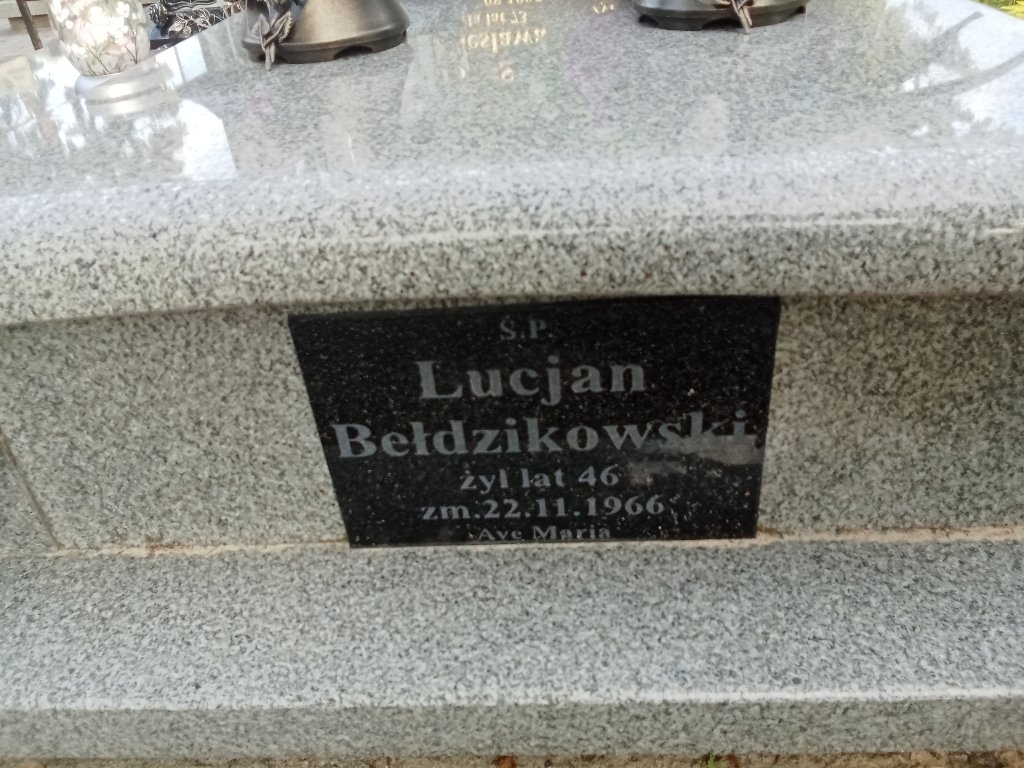 Ś.P.
Lucjan
Bełdzikowski
żył lat 46
zm.22.11.1966
Ave Maria